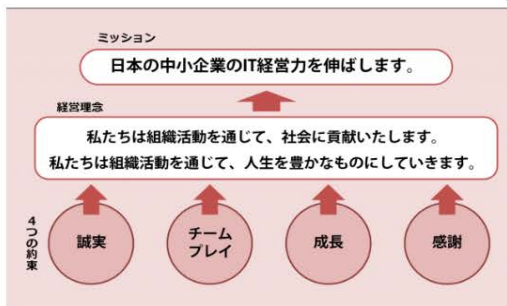 ミッション
日本の中小企業のIT経営力を伸ばします。
経営理念
私たちは組織活動を通じて、社会に貢献いたします。
私たちは組織活動を通じて、人生を豊かなものにしていきます。
4つの約束
誠実
チーム
プレイ
成長
感謝